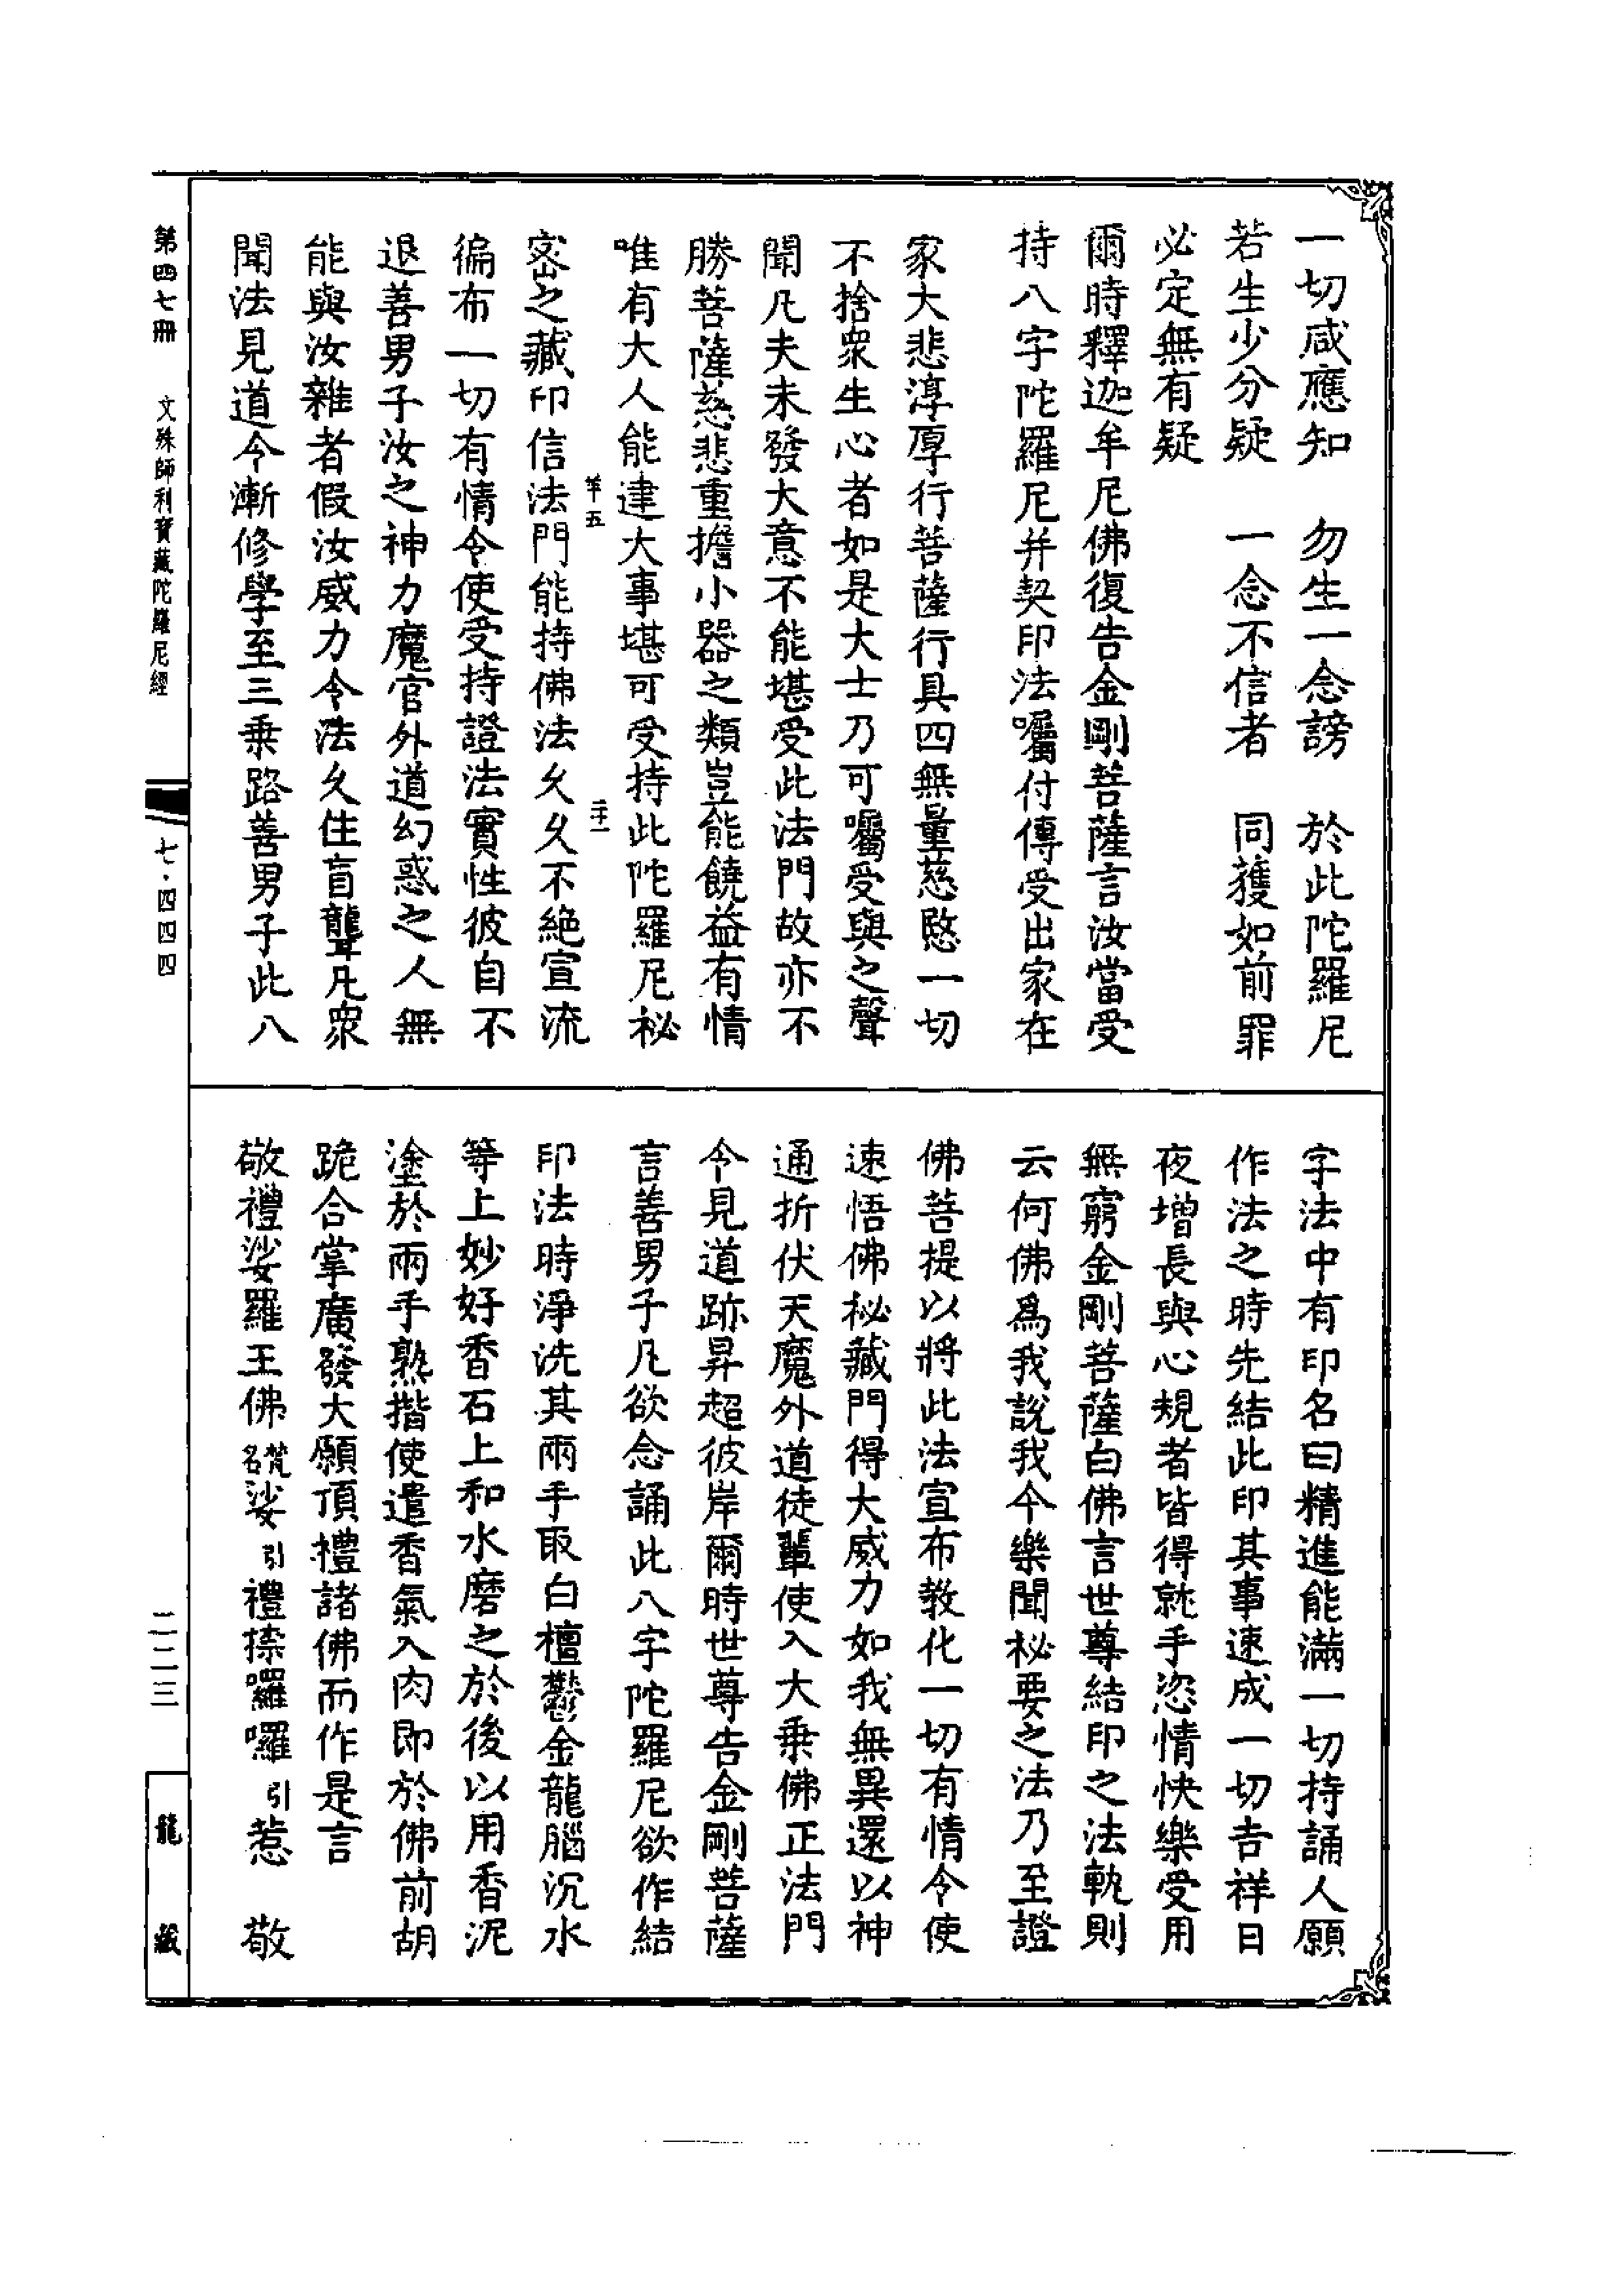 一切咸應知　勿生一念謗　於此陀羅尼
若生少分疑　一念不信者　同獲如前罪
必定無有疑
爾時釋迦牟尼佛復告金剛菩薩言汝當受
持八字陀羅尼并契印法囑付傳受出家在
家大悲淳厚行菩薩行具四無量慈愍一切
不捨衆生心者如是大士乃可囑受與之聲
聞凡夫未發大意不能堪受此法門故亦不
勝菩薩慈悲重擔小器之類豈能饒益有情
唯有大人能建大事堪可受持此陀羅尼祕
羊五　二十一
密之藏印信法門能持佛法久久不絕宣流
徧布一切有情令使受持證法實性彼自不
退善男子汝之神力魔官外道幻惑之人無
能與汝雜者假汝威力令法久住盲聾凡衆
聞法見道今漸修學至三乘路善男子此八
字法中有印名曰精進能滿一切持誦人願
作法之時先結此印其事速成一切吉祥日
夜增長與心規者皆得就手恣情快樂受用
無窮金剛菩薩白佛言世尊結印之法軌則
云何佛爲我說我今樂聞祕要之法乃至證
佛菩提以將此法宣布教化一切有情令使
速悟佛祕藏門得大威力如我無異還以神
通折伏天魔外道徒輩使入大乘佛正法門
令見道跡昇超彼岸爾時世尊告金剛菩薩
言善男子凡欲念誦此八字陀羅尼欲作結
印法時淨洗其兩手取白檀鬱金龍腦沉水
等上妙好香石上和水磨之於後以用香泥
塗於兩手熟揩使遣香氣入肉即於佛前胡
跪合掌廣發大願頂禮諸佛而作是言
敬禮娑羅王佛梵名娑引禮捺囉囉引惹　敬
第四七冊　文殊師利寶藏陀羅尼經　七·四四四　二二三　龍藏